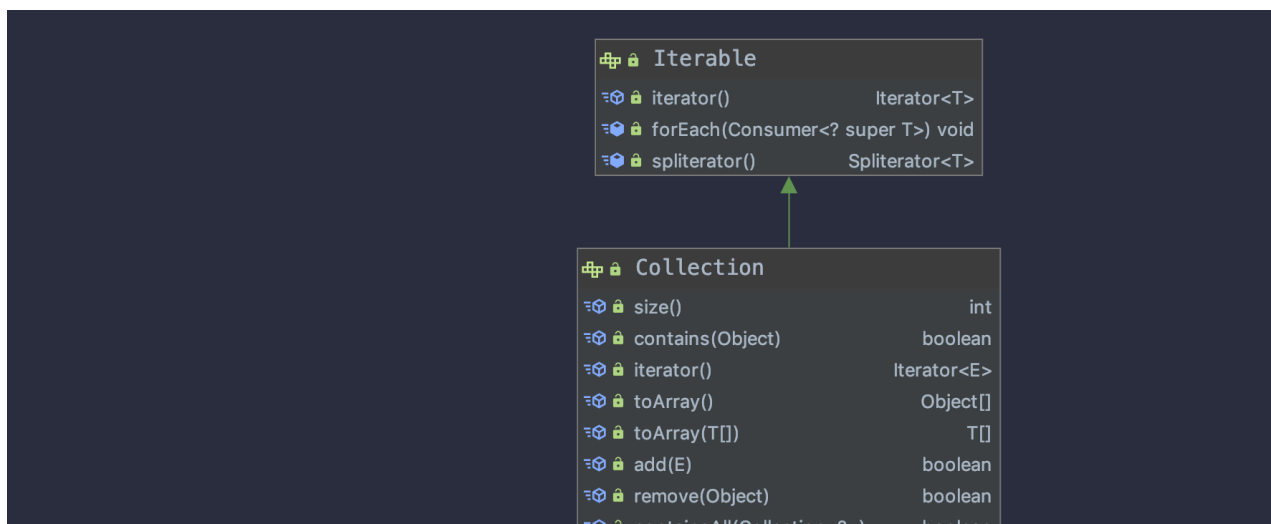 Iterable
iterator() Iterator<T>
forEach(Consumer<? super T>) void
spliterator() Spliterator<T>
Collection
size() int
contains(Object) boolean
iterator() Iterator<E>
toArray() Object[]
toArray(T[]) T[]
add(E) boolean
remove(Object) boolean